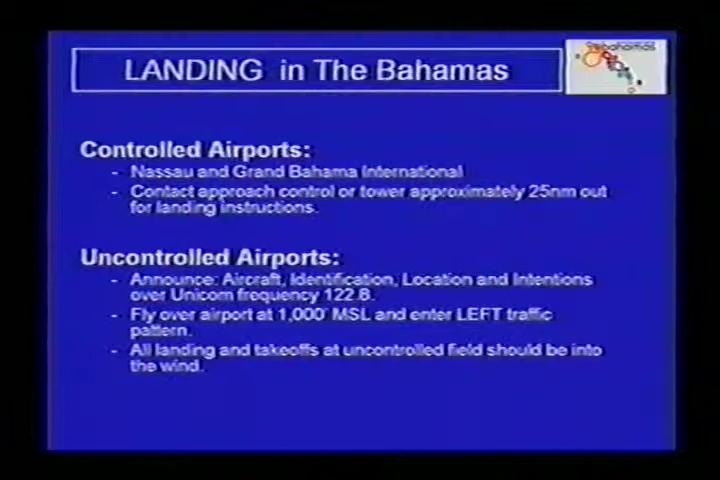 LANDING in The Bahamas
bahamas
Controlled Airports:
- Nassau and Grand Bahama International
- Contact approach control or tower approximately 25nm out
for landing instructions.
Uncontrolled Airports:
- Announce: Aircraft, Identification, Location and Intentions
over Unicom frequency 122.8.
- Fly over airport at 1,000' MSL and enter LEFT traffic
pattern.
- All landing and takeoffs at uncontrolled field should be into
the wind.